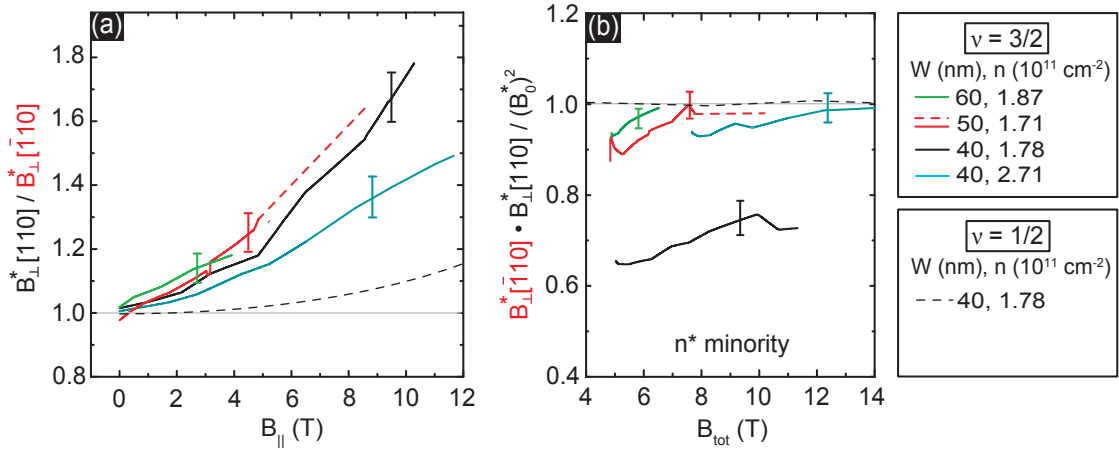 (a)
B*⊥[110] / B*⊥[1̄10]
1.8
1.6
1.4
1.2
1.0
0.8
0 2 4 6 8 10 12
B|| (T)
(b)
B*⊥[1̄10] • B*⊥[110] / (B*0)2
1.2
1.0
0.8
0.6
0.4
n* minority
4 6 8 10 12 14
Btot (T)
ν = 3/2
W (nm), n (10¹¹ cm⁻²)
60, 1.87
50, 1.71
40, 1.78
40, 2.71
ν = 1/2
W (nm), n (10¹¹ cm⁻²)
40, 1.78